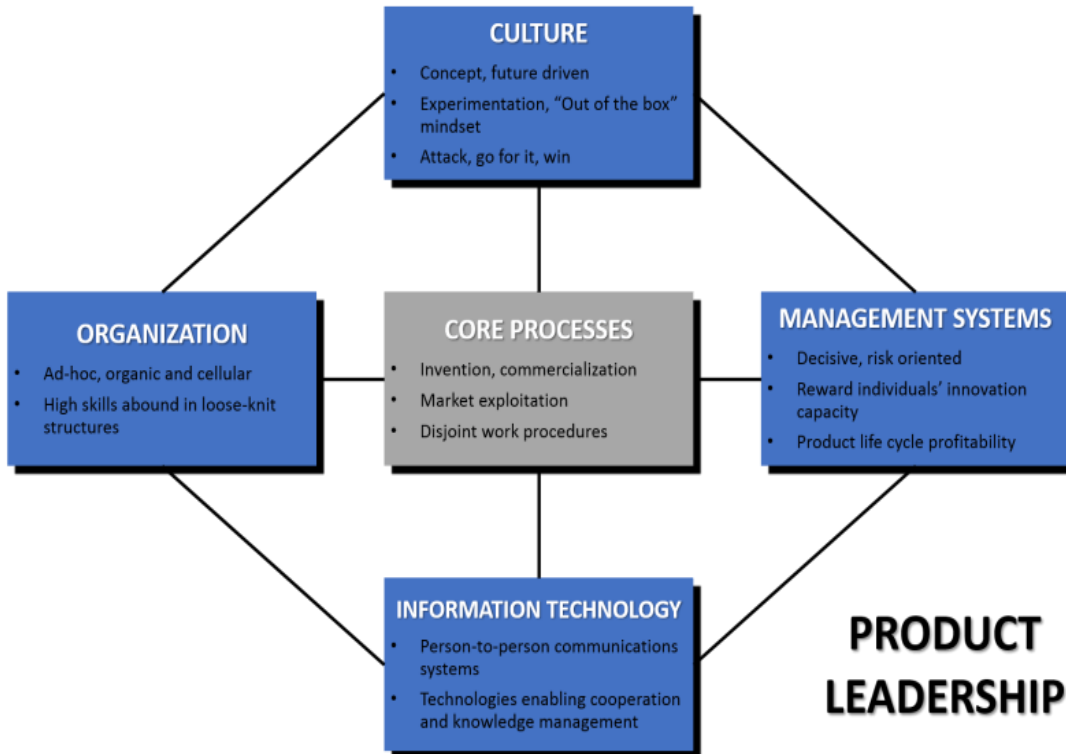 CULTURE
• Concept, future driven
• Experimentation, “Out of the box”
mindset
• Attack, go for it, win
ORGANIZATION
• Ad-hoc, organic and cellular
• High skills abound in loose-knit
structures
CORE PROCESSES
• Invention, commercialization
• Market exploitation
• Disjoint work procedures
MANAGEMENT SYSTEMS
• Decisive, risk oriented
• Reward individuals’ innovation
capacity
• Product life cycle profitability
INFORMATION TECHNOLOGY
• Person-to-person communications
systems
• Technologies enabling cooperation
and knowledge management
PRODUCT
LEADERSHIP